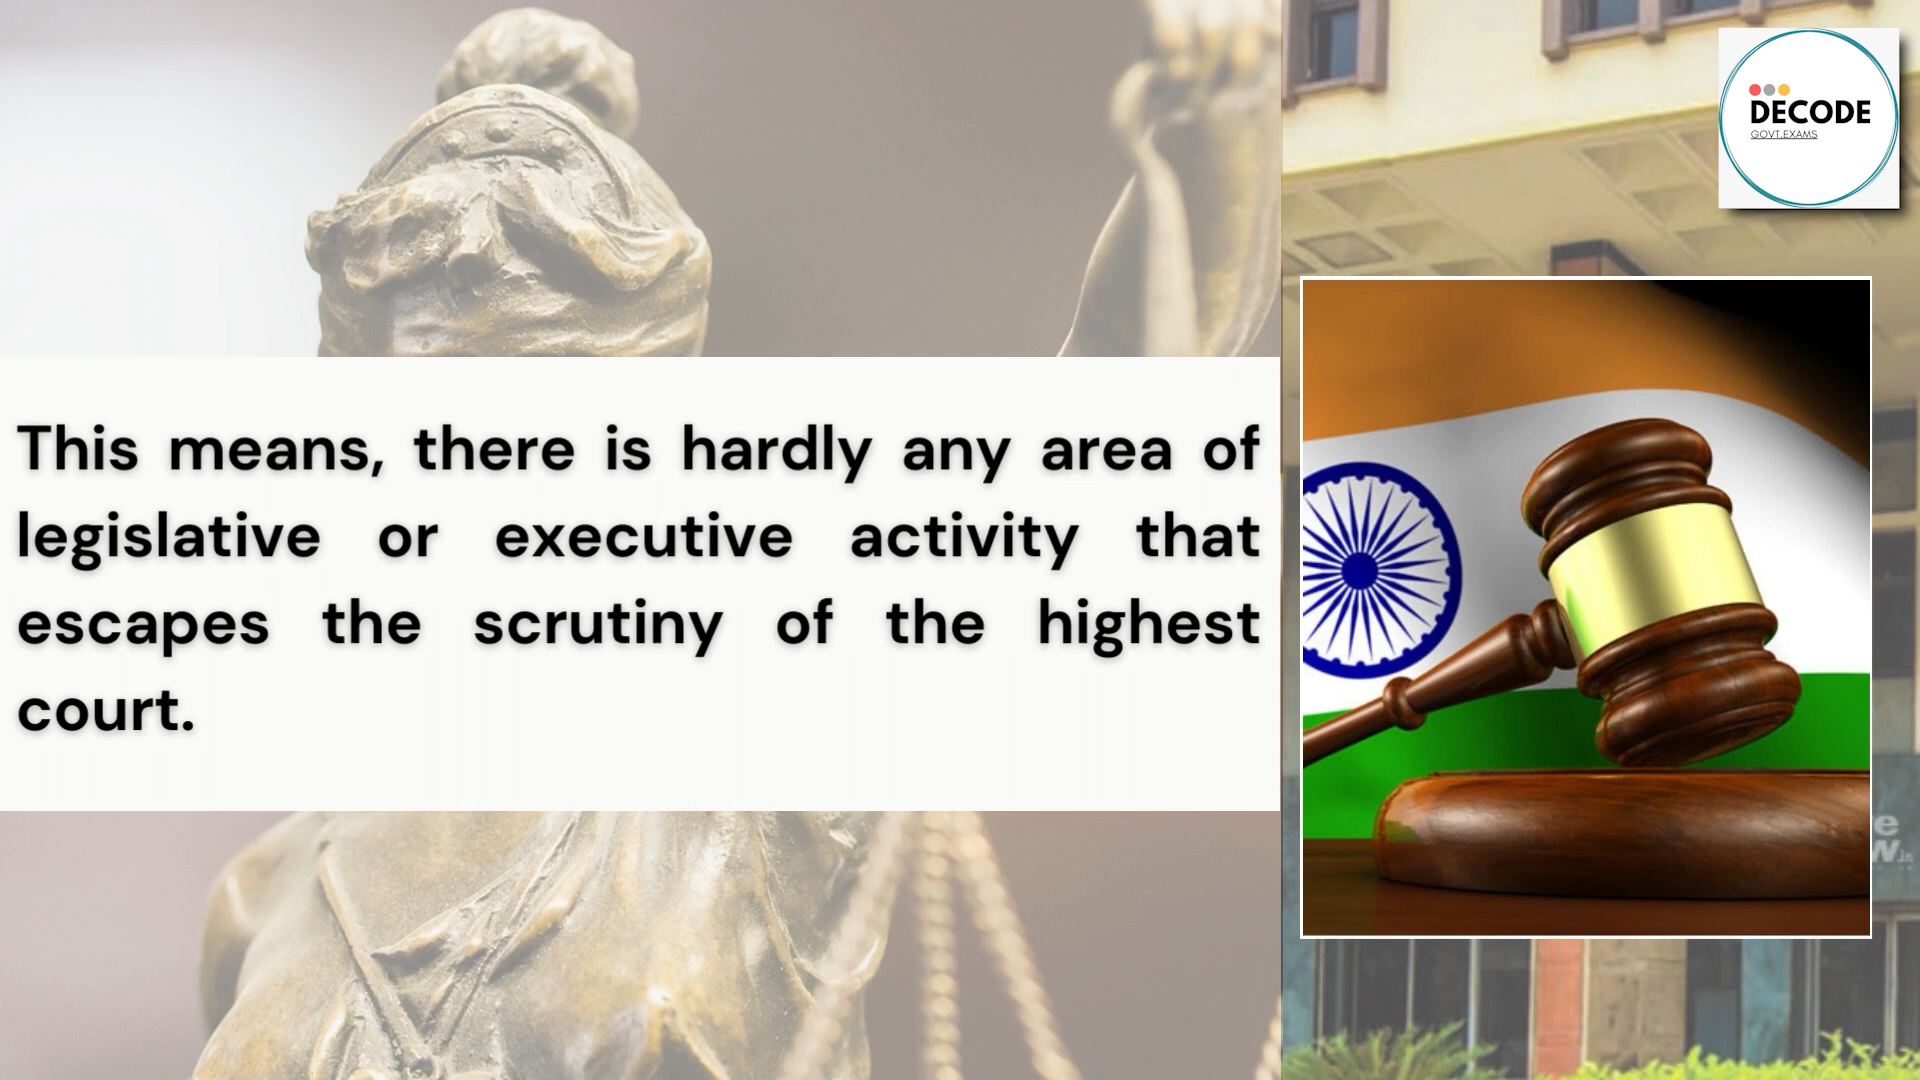 DECODE
GOVT.EXAMS
This means, there is hardly any area of
legislative or executive activity that
escapes the scrutiny of the highest
court.